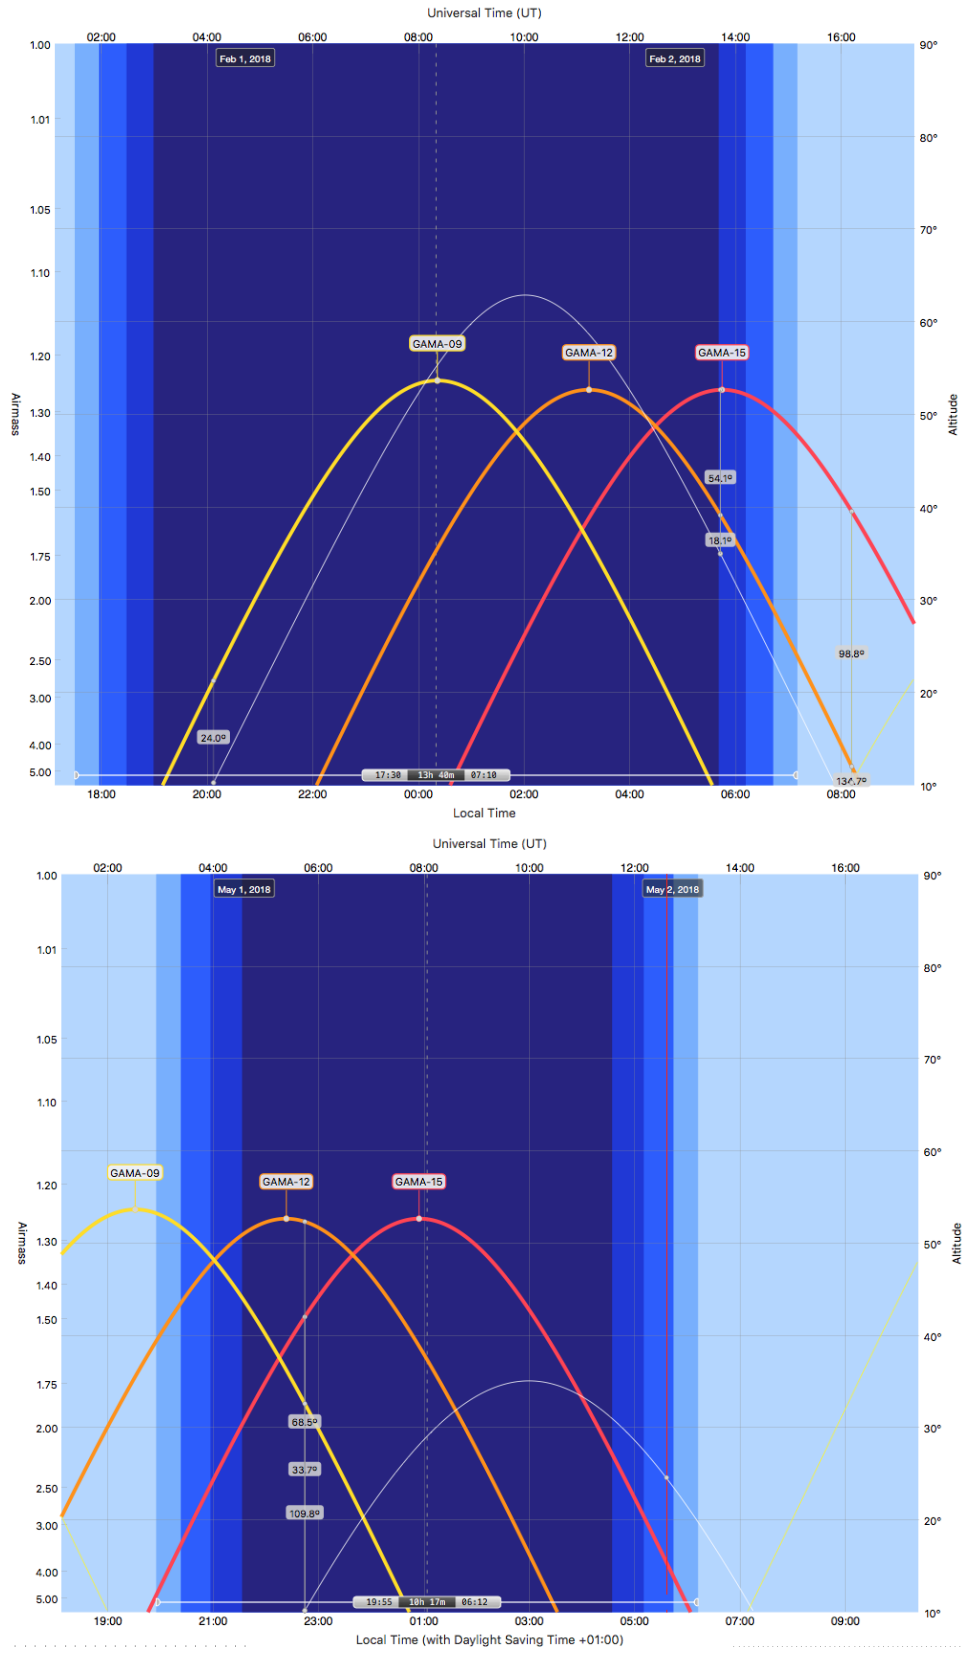 Universal Time (UT)
02:00 04:00 06:00 08:00 10:00 12:00 14:00 16:00
1.00 90°
Feb 1, 2018 Feb 2, 2018
1.01
80°
1.05
70°
1.10
60°
GAMA-09
1.20 GAMA-12 GAMA-15
1.30 50°
Airmass Altitude
1.40
54.1°
1.50
40°
18.1°
1.75
2.00 30°
98.8°
2.50
3.00 20°
24.0°
4.00
5.00 17:30 13h 40m 07:10
134.7° 10°
18:00 20:00 22:00 00:00 02:00 04:00 06:00 08:00
Local Time
Universal Time (UT)
02:00 04:00 06:00 08:00 10:00 12:00 14:00 16:00
1.00 90°
May 1, 2018 May 2, 2018
1.01
80°
1.05
70°
1.10
60°
GAMA-09
1.20 GAMA-12 GAMA-15
1.30 50°
Airmass Altitude
1.40
1.50
40°
1.75
68.5°
2.00 30°
33.7°
2.50
109.8°
3.00 20°
4.00
5.00 19:55 10h 17m 06:12
10°
19:00 21:00 23:00 01:00 03:00 05:00 07:00 09:00
Local Time (with Daylight Saving Time +01:00)